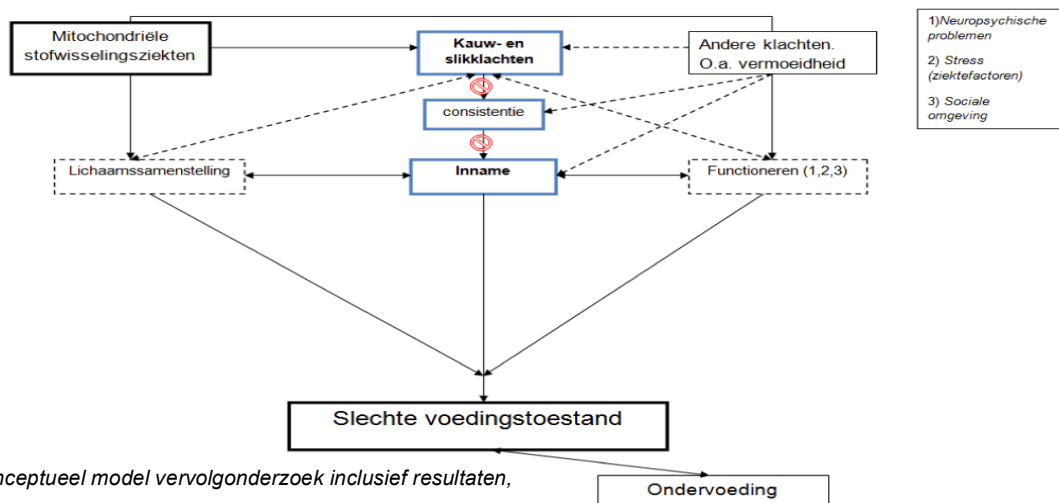 Mitochondriële
stofwisselingsziekten
Kauw- en
slikklachten
Andere klachten.
O.a. vermoeidheid
1)Neuropsychische
problemen
2) Stress
(ziektefactoren)
3) Sociale
omgeving
consistentie
Lichaamssamenstelling
Inname
Functioneren (1,2,3)
Slechte voedingstoestand
nceptueel model vervolgonderzoek inclusief resultaten,
Ondervoeding